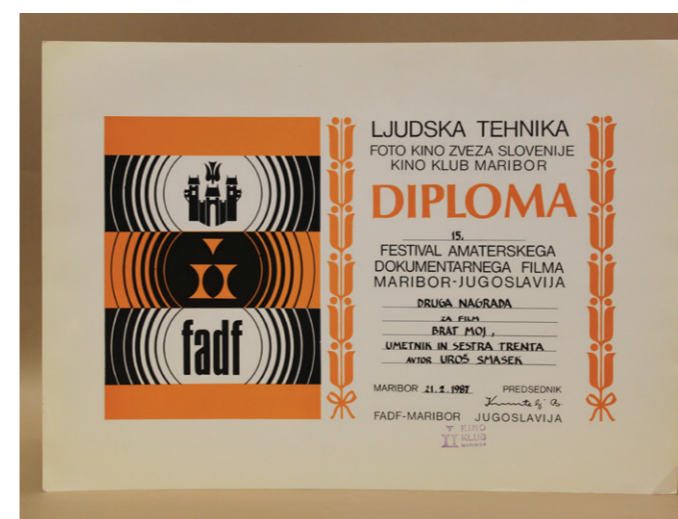 fadf
LJUDSKA TEHNIKA
FOTO KINO ZVEZA SLOVENIJE
KINO KLUB MARIBOR
DIPLOMA
15.
FESTIVAL AMATERSKEGA
DOKUMENTARNEGA FILMA
MARIBOR-JUGOSLAVIJA
DRUGA NAGRADA
ZA FILM
BRAT MOJ,
UMETNIK IN SESTRA TRENTA
AVTOR UROŠ SMASEK
MARIBOR 21.2.1987 PREDSEDNIK
FADF-MARIBOR JUGOSLAVIJA
KINO
KLUB
MARIBOR